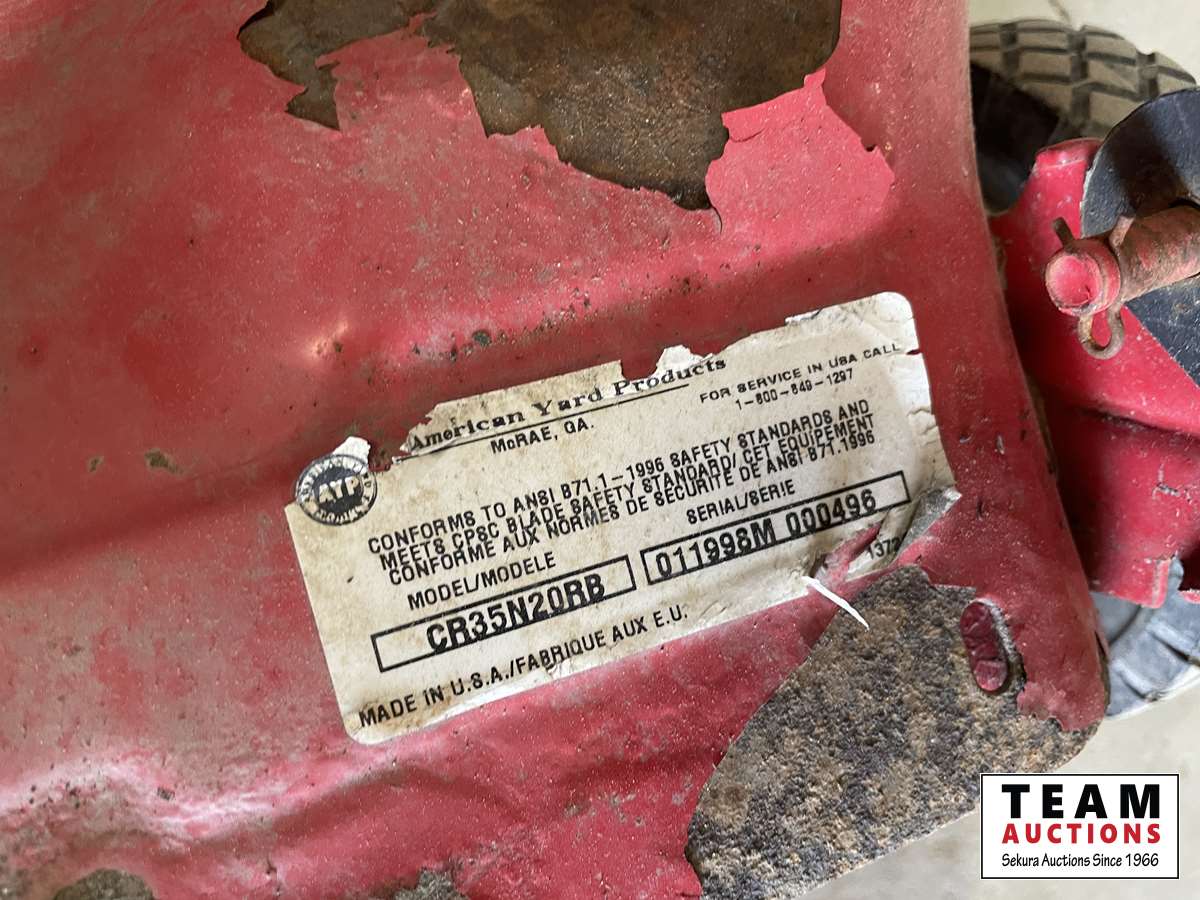 American Yard Products
McRAE, GA.
FOR SERVICE IN USA CALL
1-800-849-1297
AYP
CONFORMS TO ANSI B71.1-1996 SAFETY STANDARDS AND
MEETS CPSC BLADE SAFETY STANDARD/ CET EQUIPEMENT
CONFORME AUX NORMES DE SECURITE DE ANSI B71.1996
MODEL/MODELE
SERIAL/SERIE
CR35N20RB
011998M 000496
MADE IN U.S.A./FABRIQUE AUX E.U.
TEAM
AUCTIONS
Sekura Auctions Since 1966